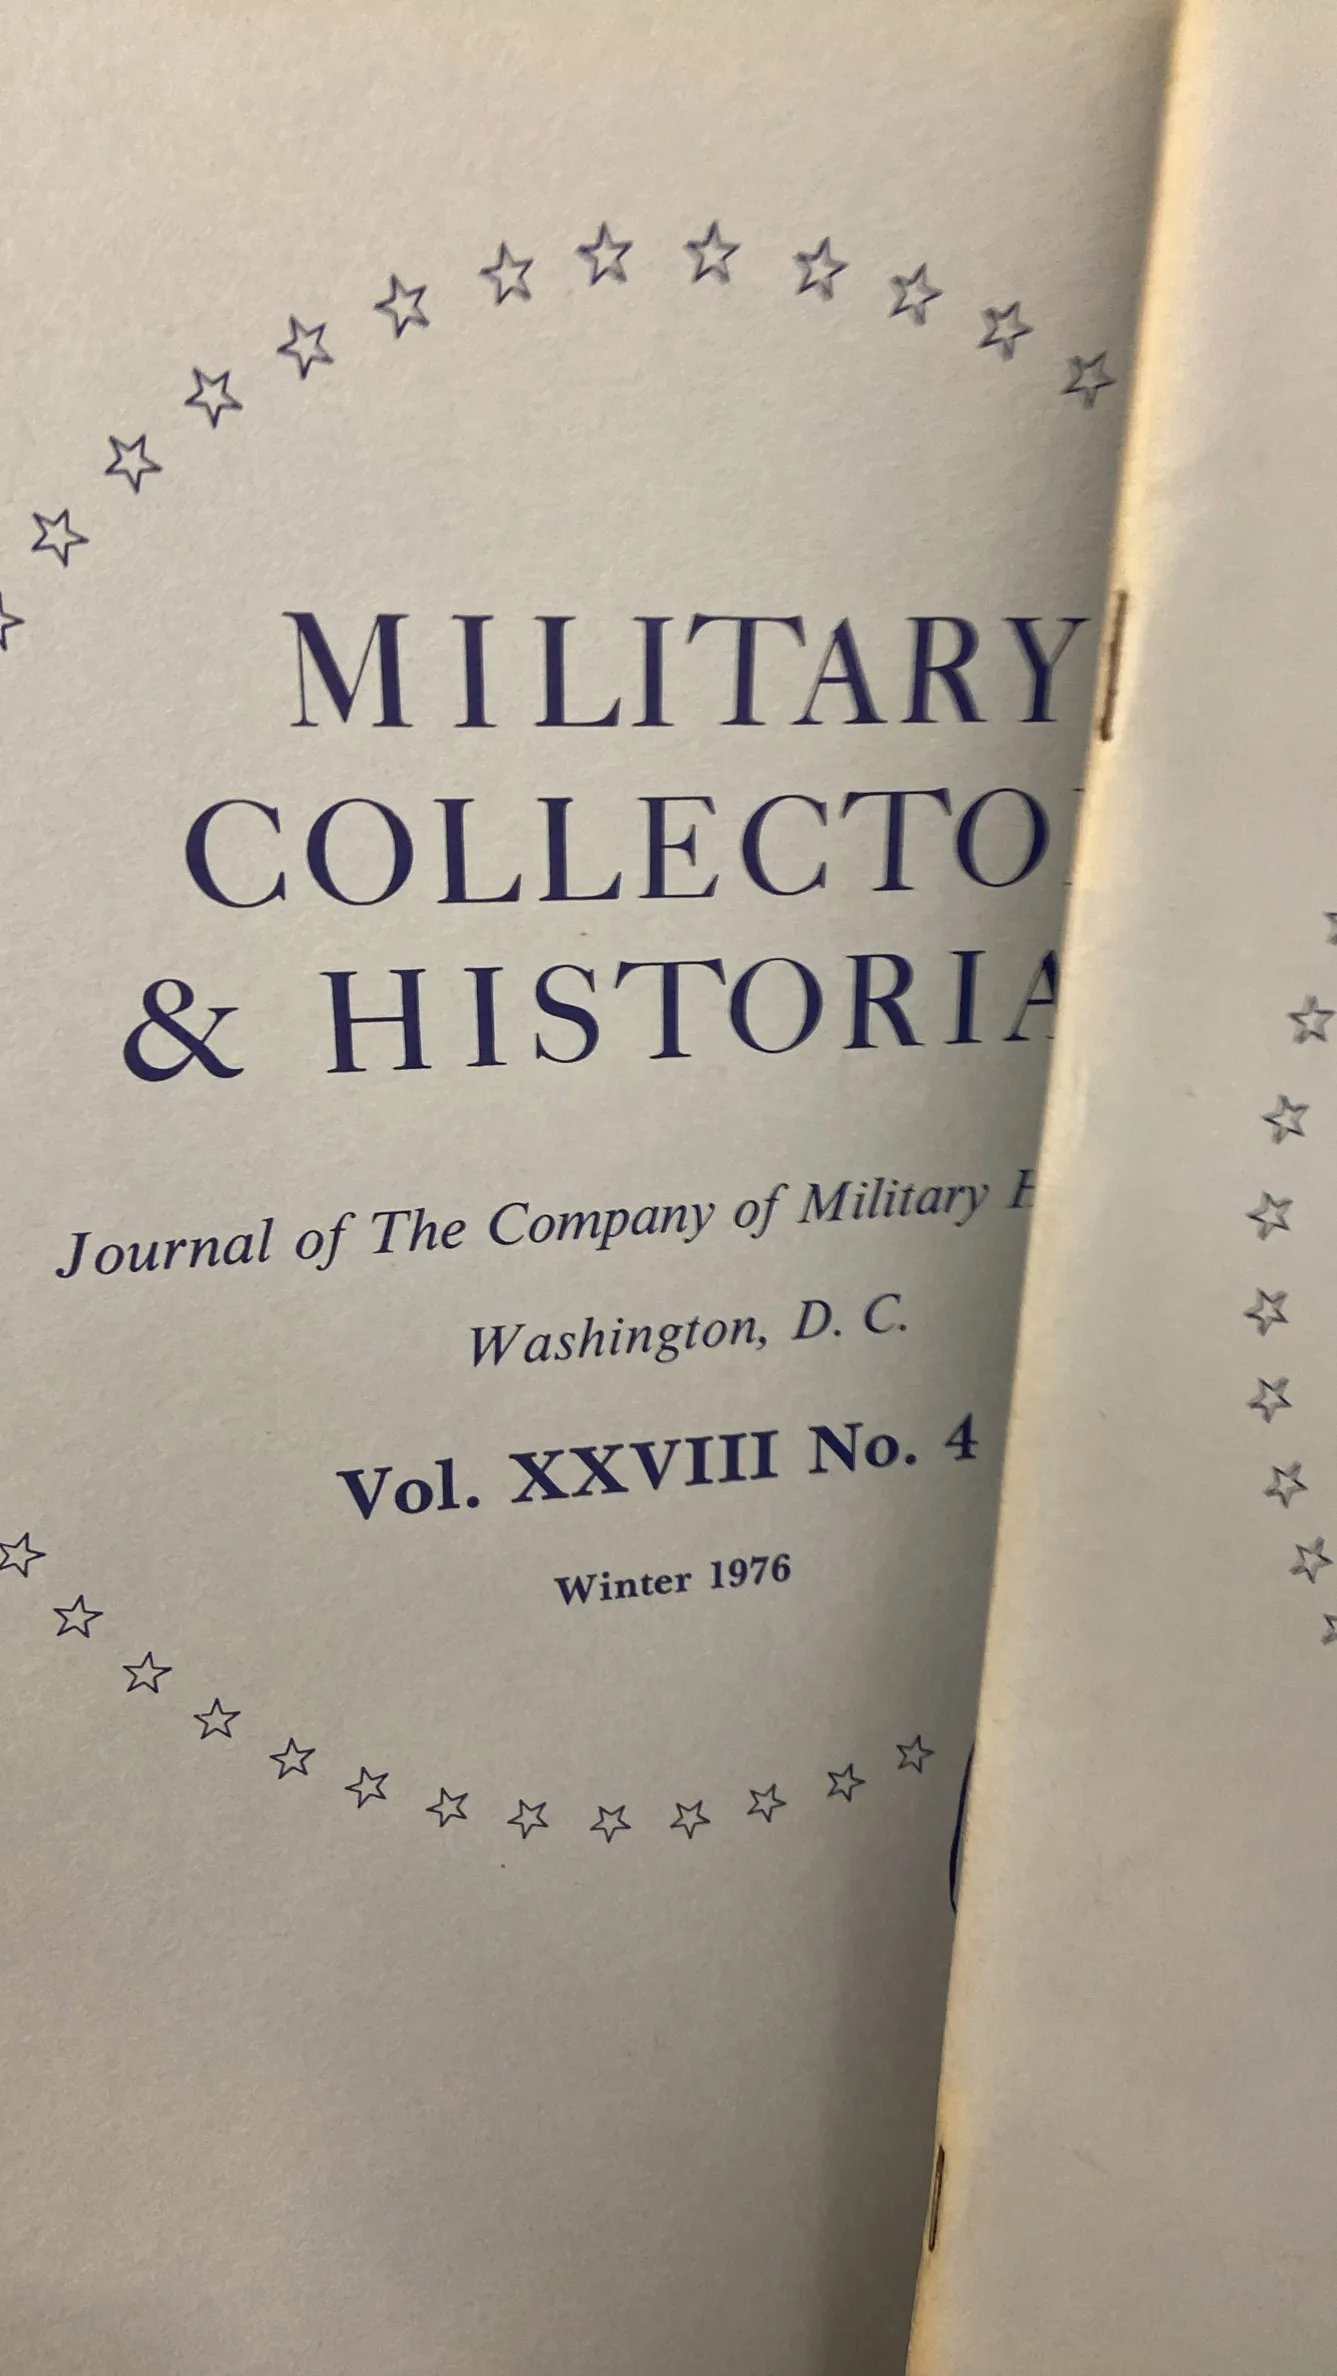 MILITARY
COLLECTO
& HISTORIA
Journal of The Company of Military H
Washington, D. C.
Vol. XXVIII No. 4
Winter 1976